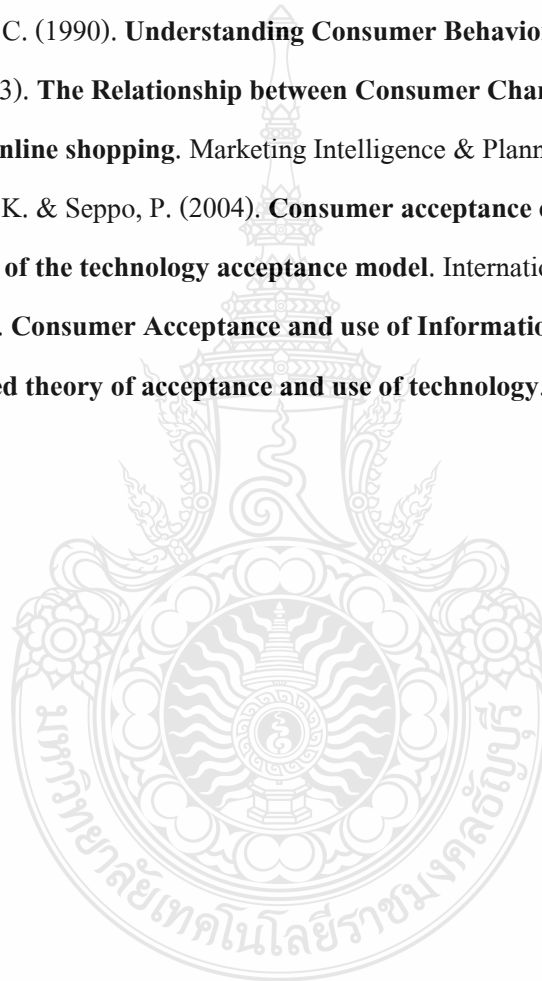 C. (1990). Understanding Consumer Behavior
3). The Relationship between Consumer Char
nline shopping. Marketing Intelligence & Plann
K. & Seppo, P. (2004). Consumer acceptance
of the technology acceptance model. Internatio
. Consumer Acceptance and use of Informatio
ed theory of acceptance and use of technology.
มหาวิทยาลัยเทคโนโลยีราชมงคลธัญบุรี